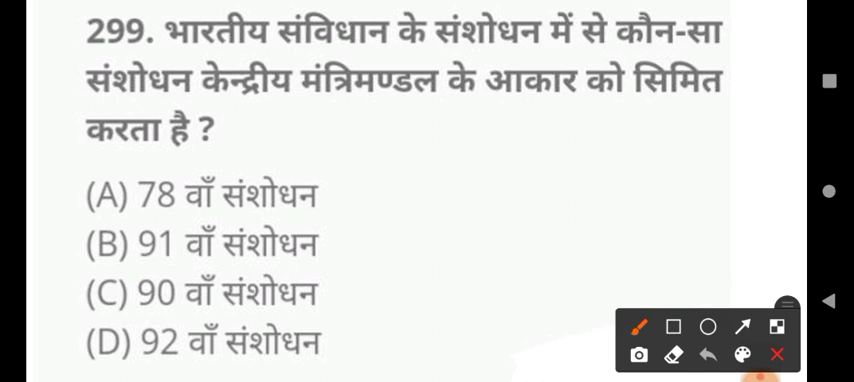 299. भारतीय संविधान के संशोधन में से कौन-सा
संशोधन केन्द्रीय मंत्रिमण्डल के आकार को सिमित
करता है ?
(A) 78 वाँ संशोधन
(B) 91 वाँ संशोधन
(C) 90 वाँ संशोधन
(D) 92 वाँ संशोधन